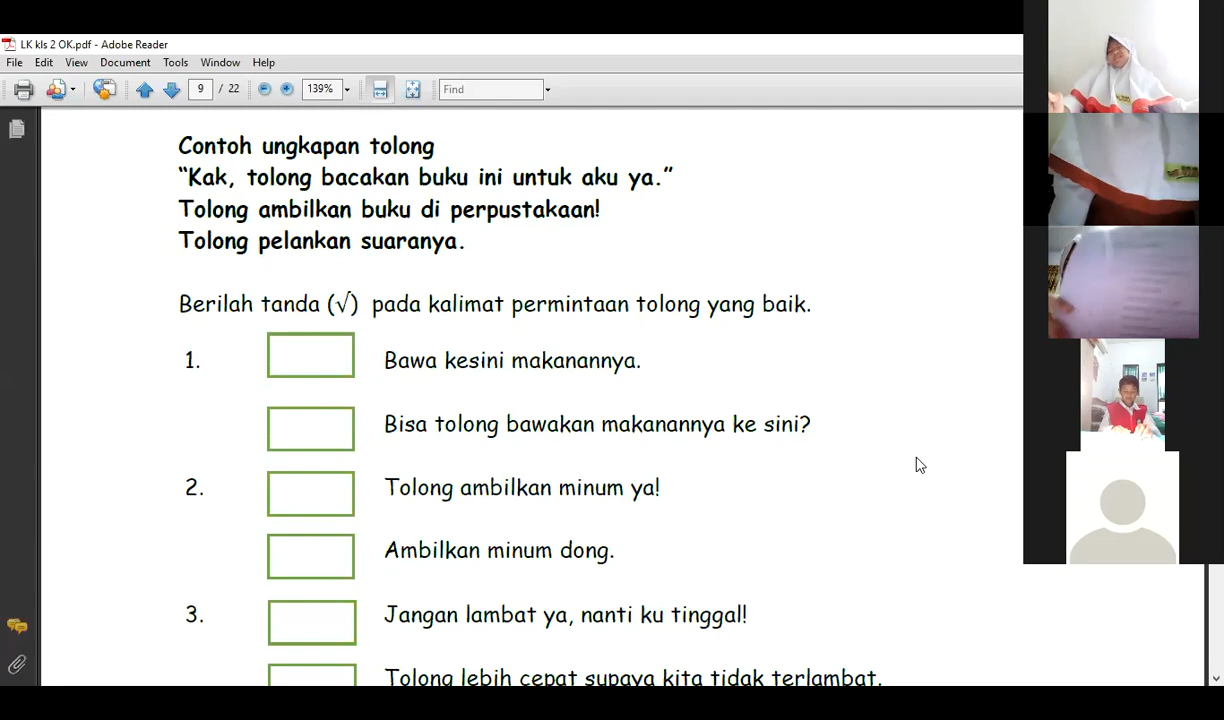 LK kls 2 OK.pdf - Adobe Reader
File Edit View Document Tools Window Help
9 / 22 139% Find
Contoh ungkapan tolong
“Kak, tolong bacakan buku ini untuk aku ya.”
Tolong ambilkan buku di perpustakaan!
Tolong pelankan suaranya.
Berilah tanda (√) pada kalimat permintaan tolong yang baik.
1. Bawa kesini makanannya.
Bisa tolong bawakan makanannya ke sini?
2. Tolong ambilkan minum ya!
Ambilkan minum dong.
3. Jangan lambat ya, nanti ku tinggal!
Tolong lebih cepat supaya kita tidak terlambat.